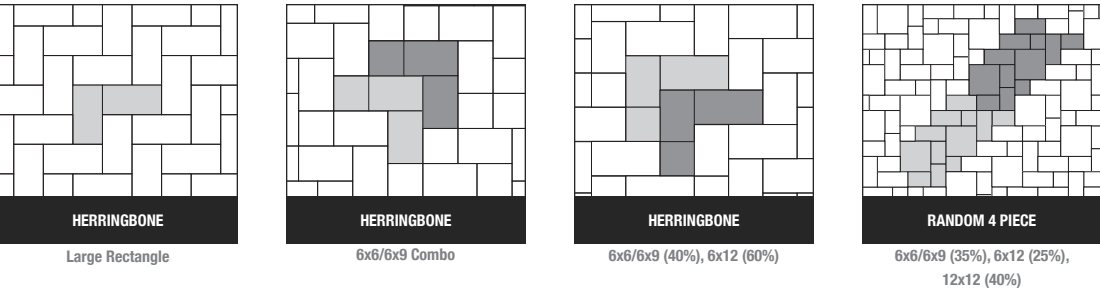 HERRINGBONE
Large Rectangle
HERRINGBONE
6x6/6x9 Combo
HERRINGBONE
6x6/6x9 (40%), 6x12 (60%)
RANDOM 4 PIECE
6x6/6x9 (35%), 6x12 (25%),
12x12 (40%)